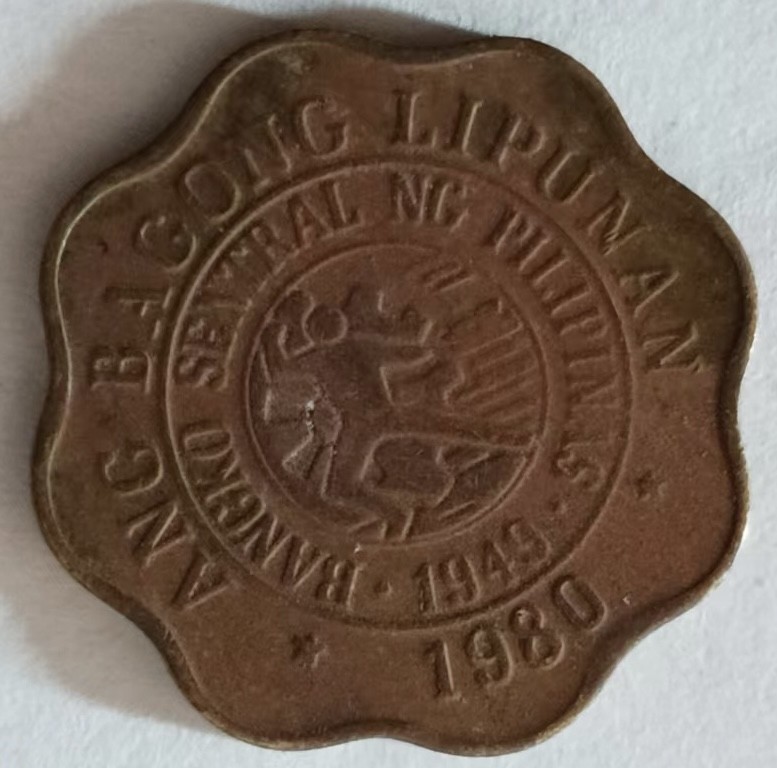 ANG BAGONG LIPUNAN
1980
BANGKO SENTRAL NG PILIPINAS
1949